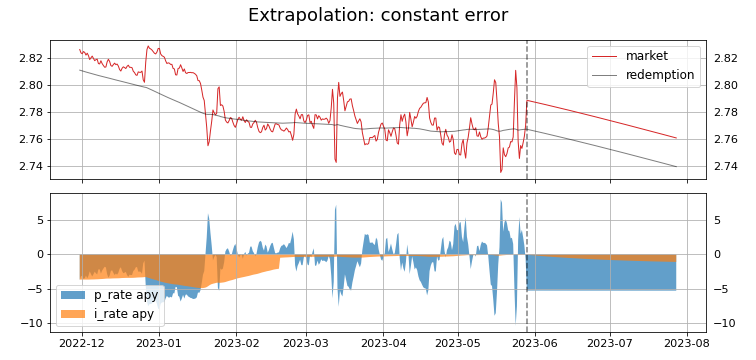 Extrapolation: constant error
2.82 2.82
2.80 2.80
2.78 2.78
2.76 2.76
2.74 2.74
market
redemption
5 5
0 0
−5 −5
−10 −10
p_rate apy
i_rate apy
2022-12 2023-01 2023-02 2023-03 2023-04 2023-05 2023-06 2023-07 2023-08